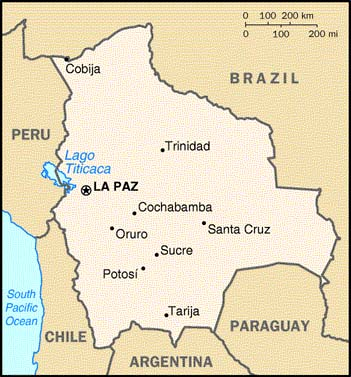 0 100 200 km
0 100 200 mi
Cobija
BRAZIL
PERU
Trinidad
Lago
Titicaca
LA PAZ
Cochabamba
Santa Cruz
Oruro
Sucre
Potosí
South
Pacific
Ocean
Tarija
PARAGUAY
CHILE
ARGENTINA